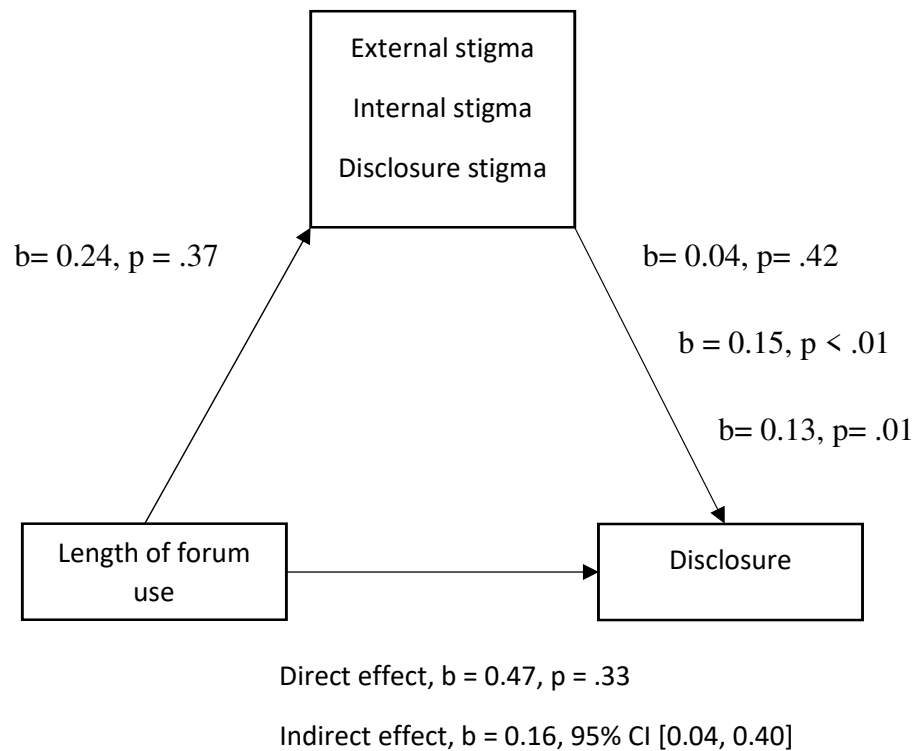 External stigma
Internal stigma
Disclosure stigma
b= 0.24, p = .37
b= 0.04, p= .42
b = 0.15, p < .01
b= 0.13, p= .01
Length of forum
use
Disclosure
Direct effect, b = 0.47, p = .33
Indirect effect, b = 0.16, 95% CI [0.04, 0.40]